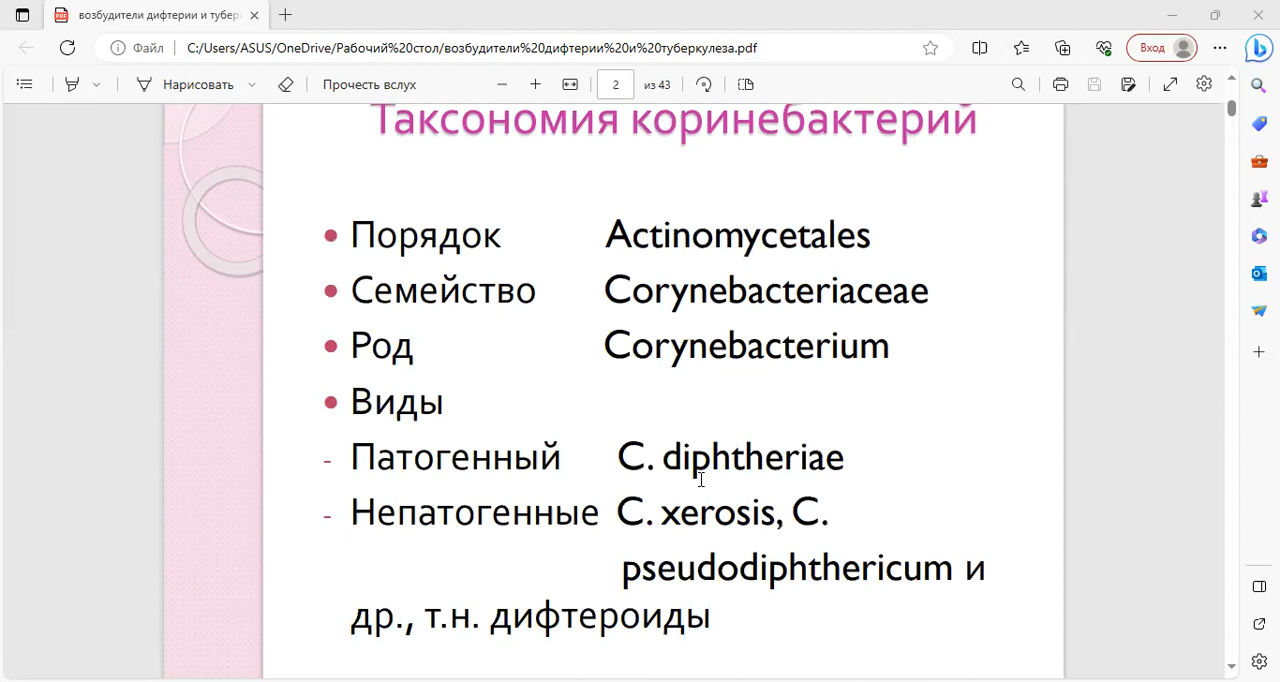 возбудители дифтерии и тубер
Файл C:/Users/ASUS/OneDrive/Рабочий%20стол/возбудители%20дифтерии%20и%20туберкулеза.pdf Вход
Нарисовать Прочесть вслух 2 из 43
Таксономия коринебактерий
Порядок Actinomycetales
Семейство Corynebacteriaceae
Род Corynebacterium
Виды
- Патогенный C. diphtheriae
- Непатогенные C. xerosis, C.
pseudodiphthericum и
др., т.н. дифтероиды